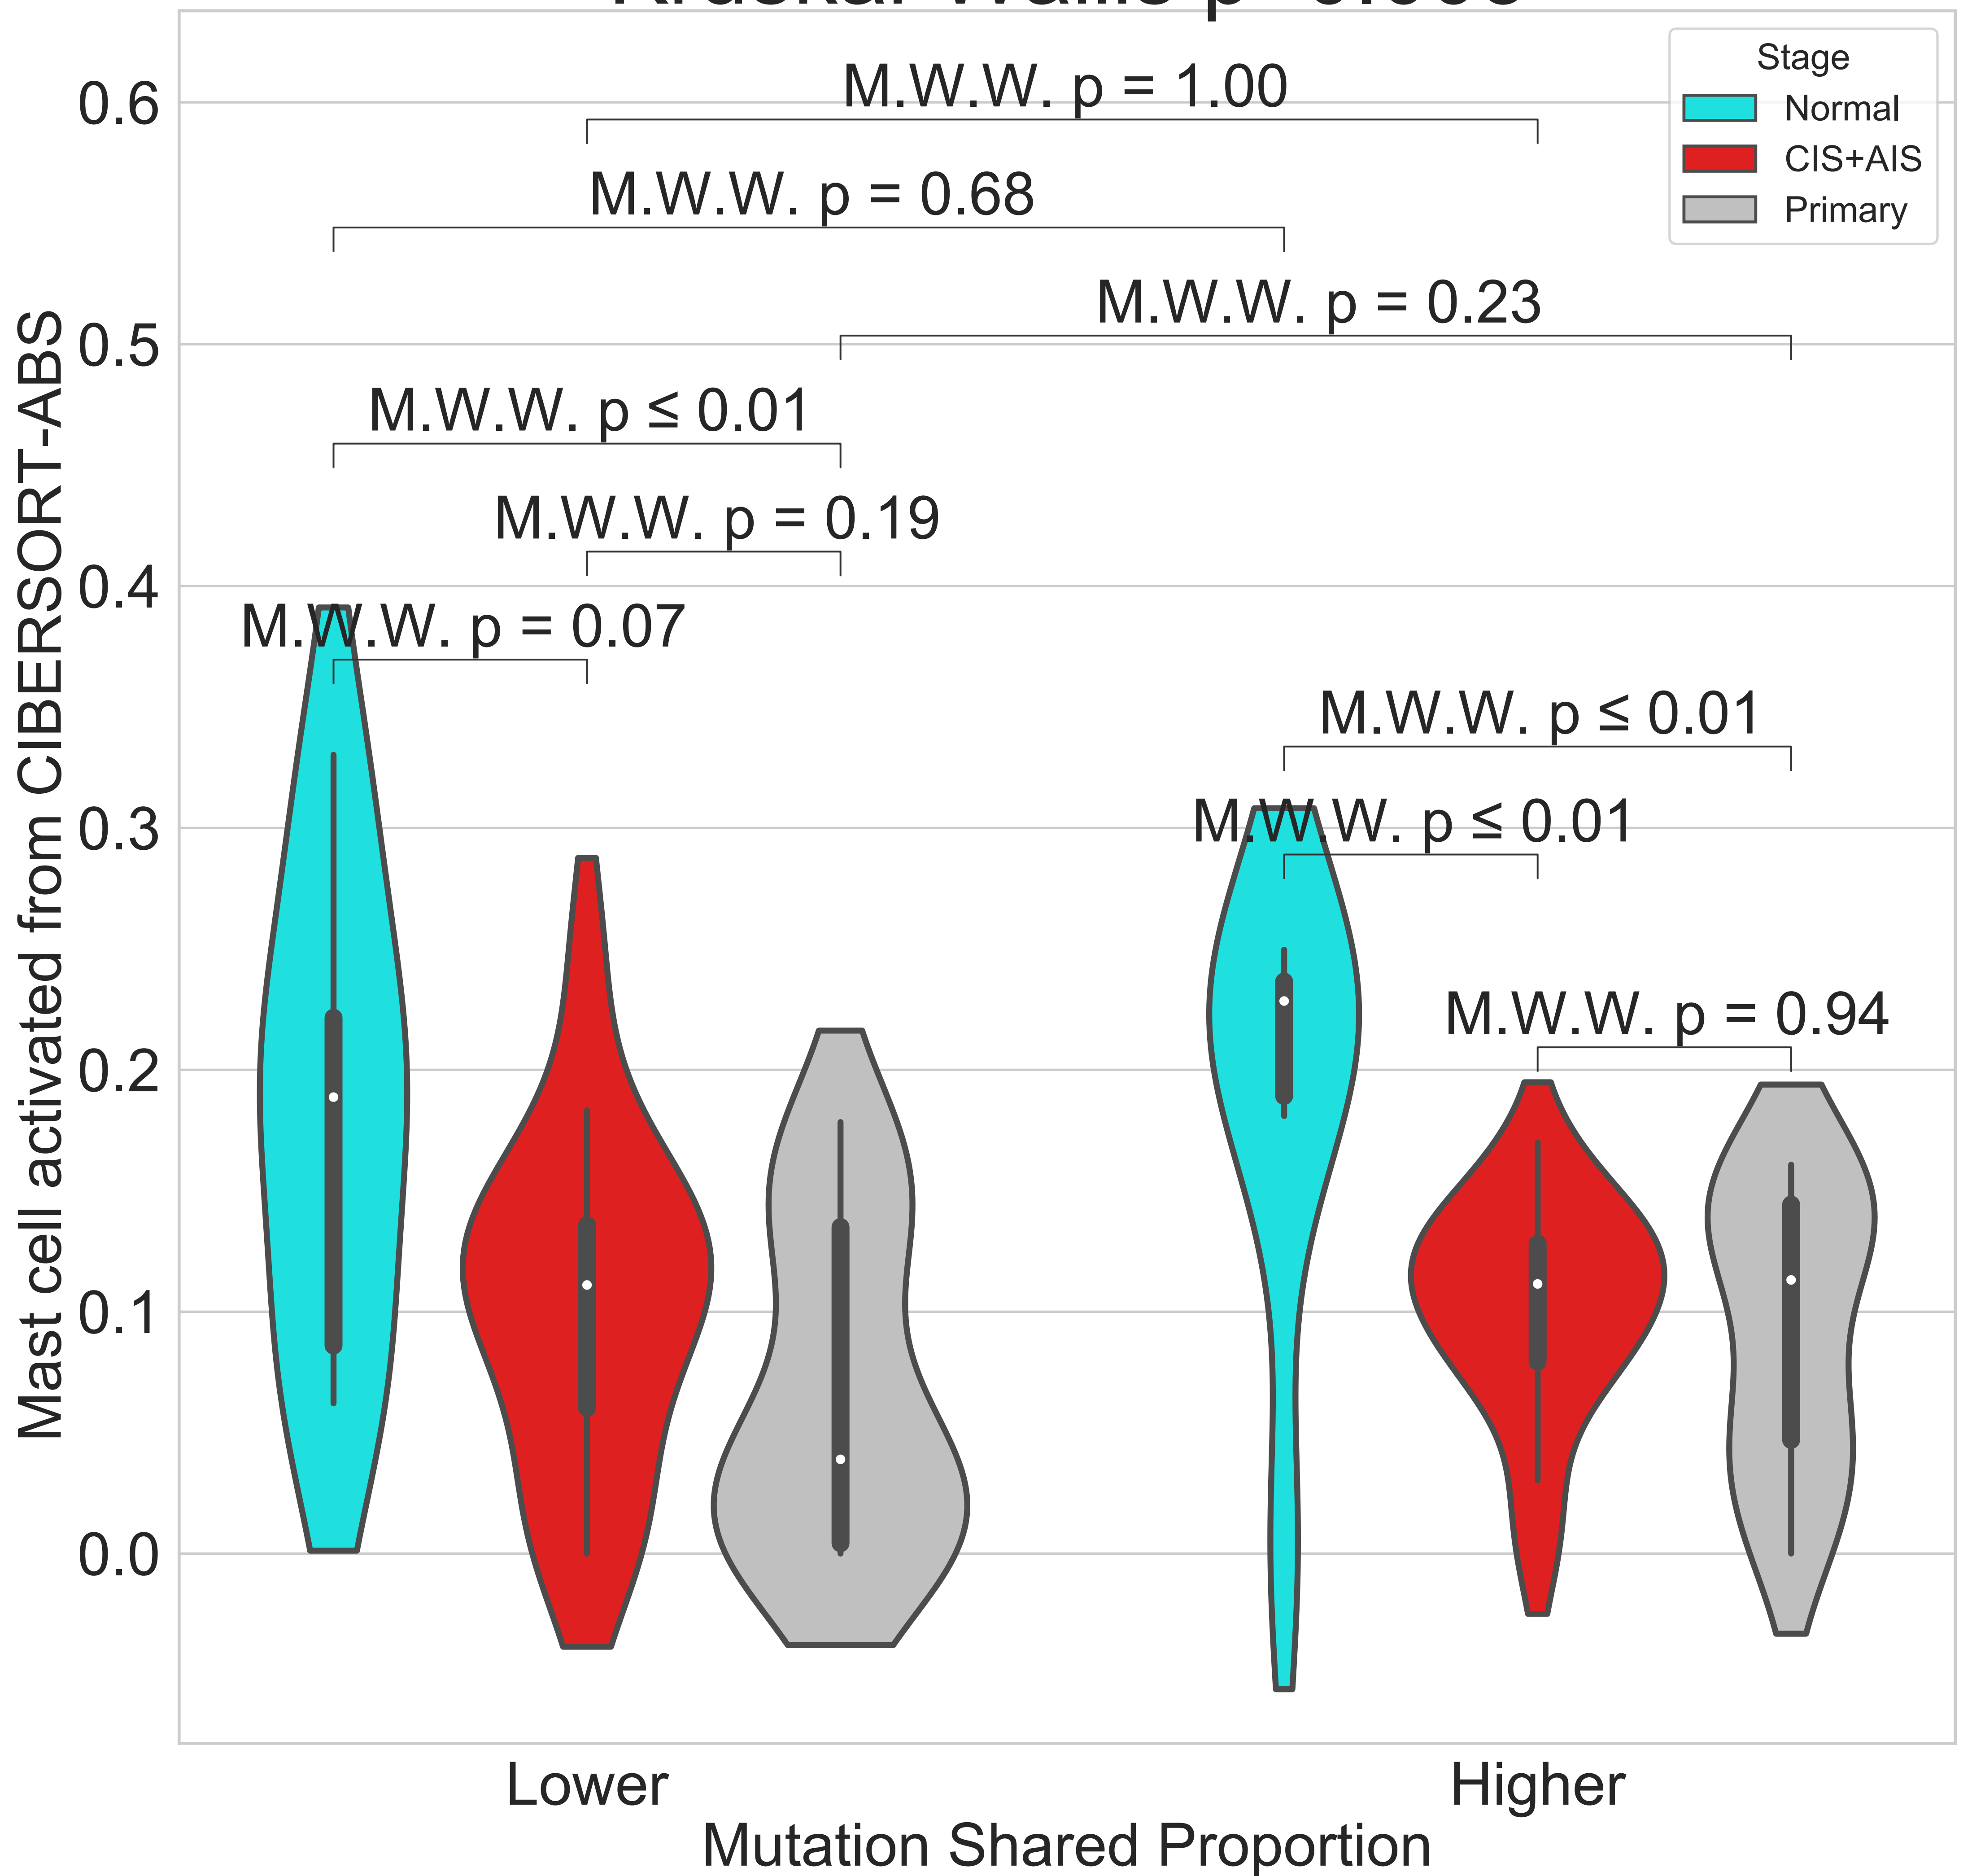 Stage
Normal
CIS+AIS
Primary
M.W.W. p = 1.00
M.W.W. p = 0.68
M.W.W. p = 0.23
M.W.W. p ≤ 0.01
M.W.W. p = 0.19
M.W.W. p = 0.07
M.W.W. p ≤ 0.01
M.W.W. p ≤ 0.01
M.W.W. p = 0.94
Mast cell activated from CIBERSORT-ABS
0.6
0.5
0.4
0.3
0.2
0.1
0.0
Lower
Higher
Mutation Shared Proportion